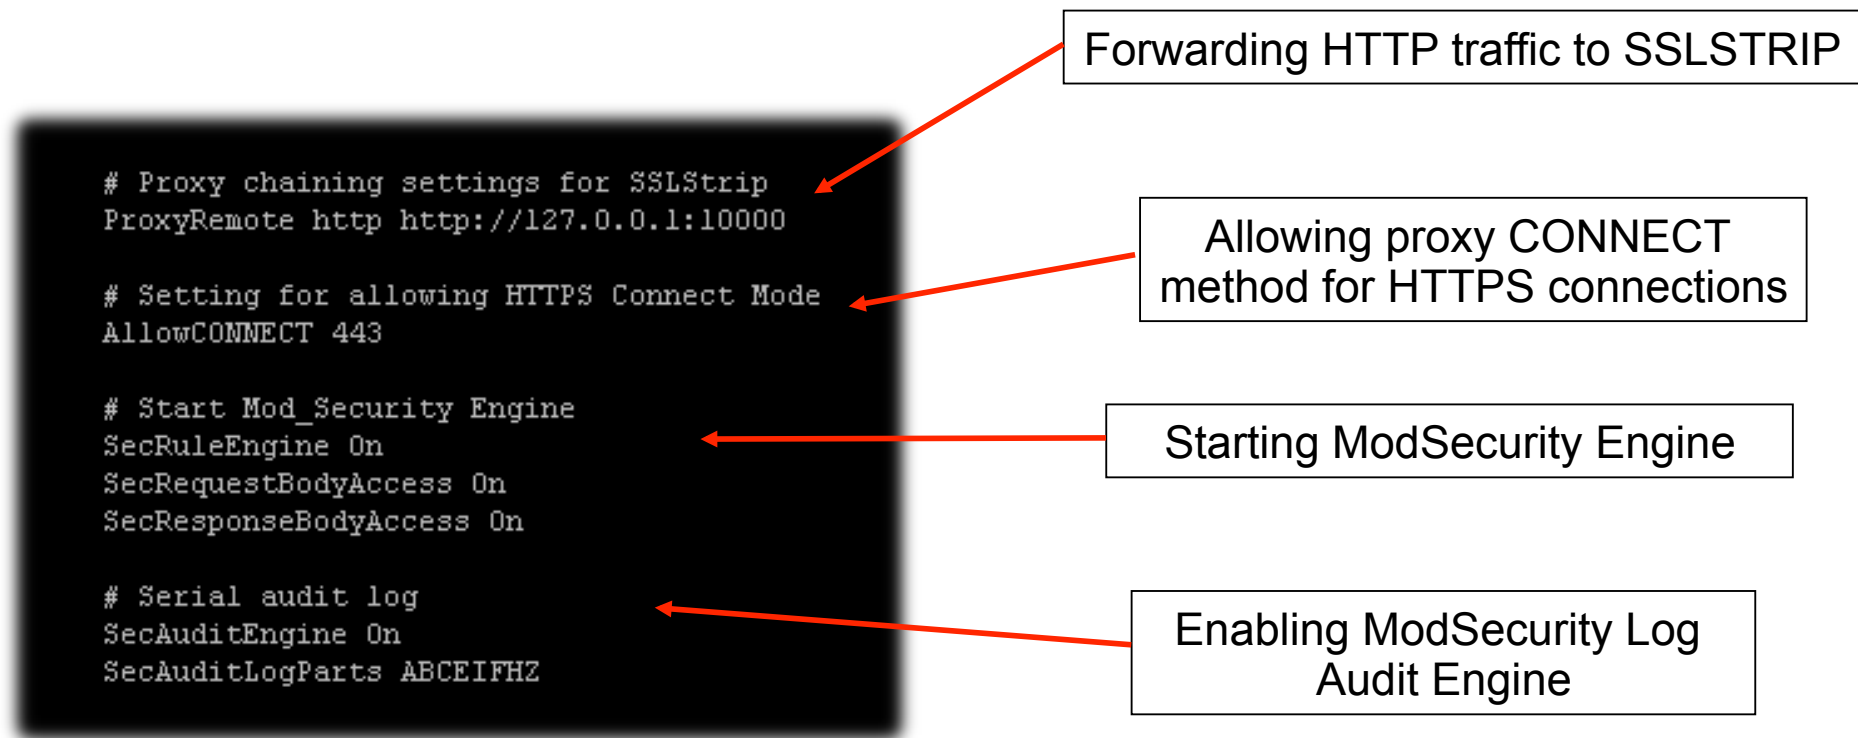 Forwarding HTTP traffic to SSLSTRIP
# Proxy chaining settings for SSLStrip
ProxyRemote http http://127.0.0.1:10000
Allowing proxy CONNECT
method for HTTPS connections
# Setting for allowing HTTPS Connect Mode
AllowCONNECT 443
# Start Mod_Security Engine
SecRuleEngine On
SecRequestBodyAccess On
SecResponseBodyAccess On
Starting ModSecurity Engine
# Serial audit log
SecAuditEngine On
SecAuditLogParts ABCEIFHZ
Enabling ModSecurity Log
Audit Engine